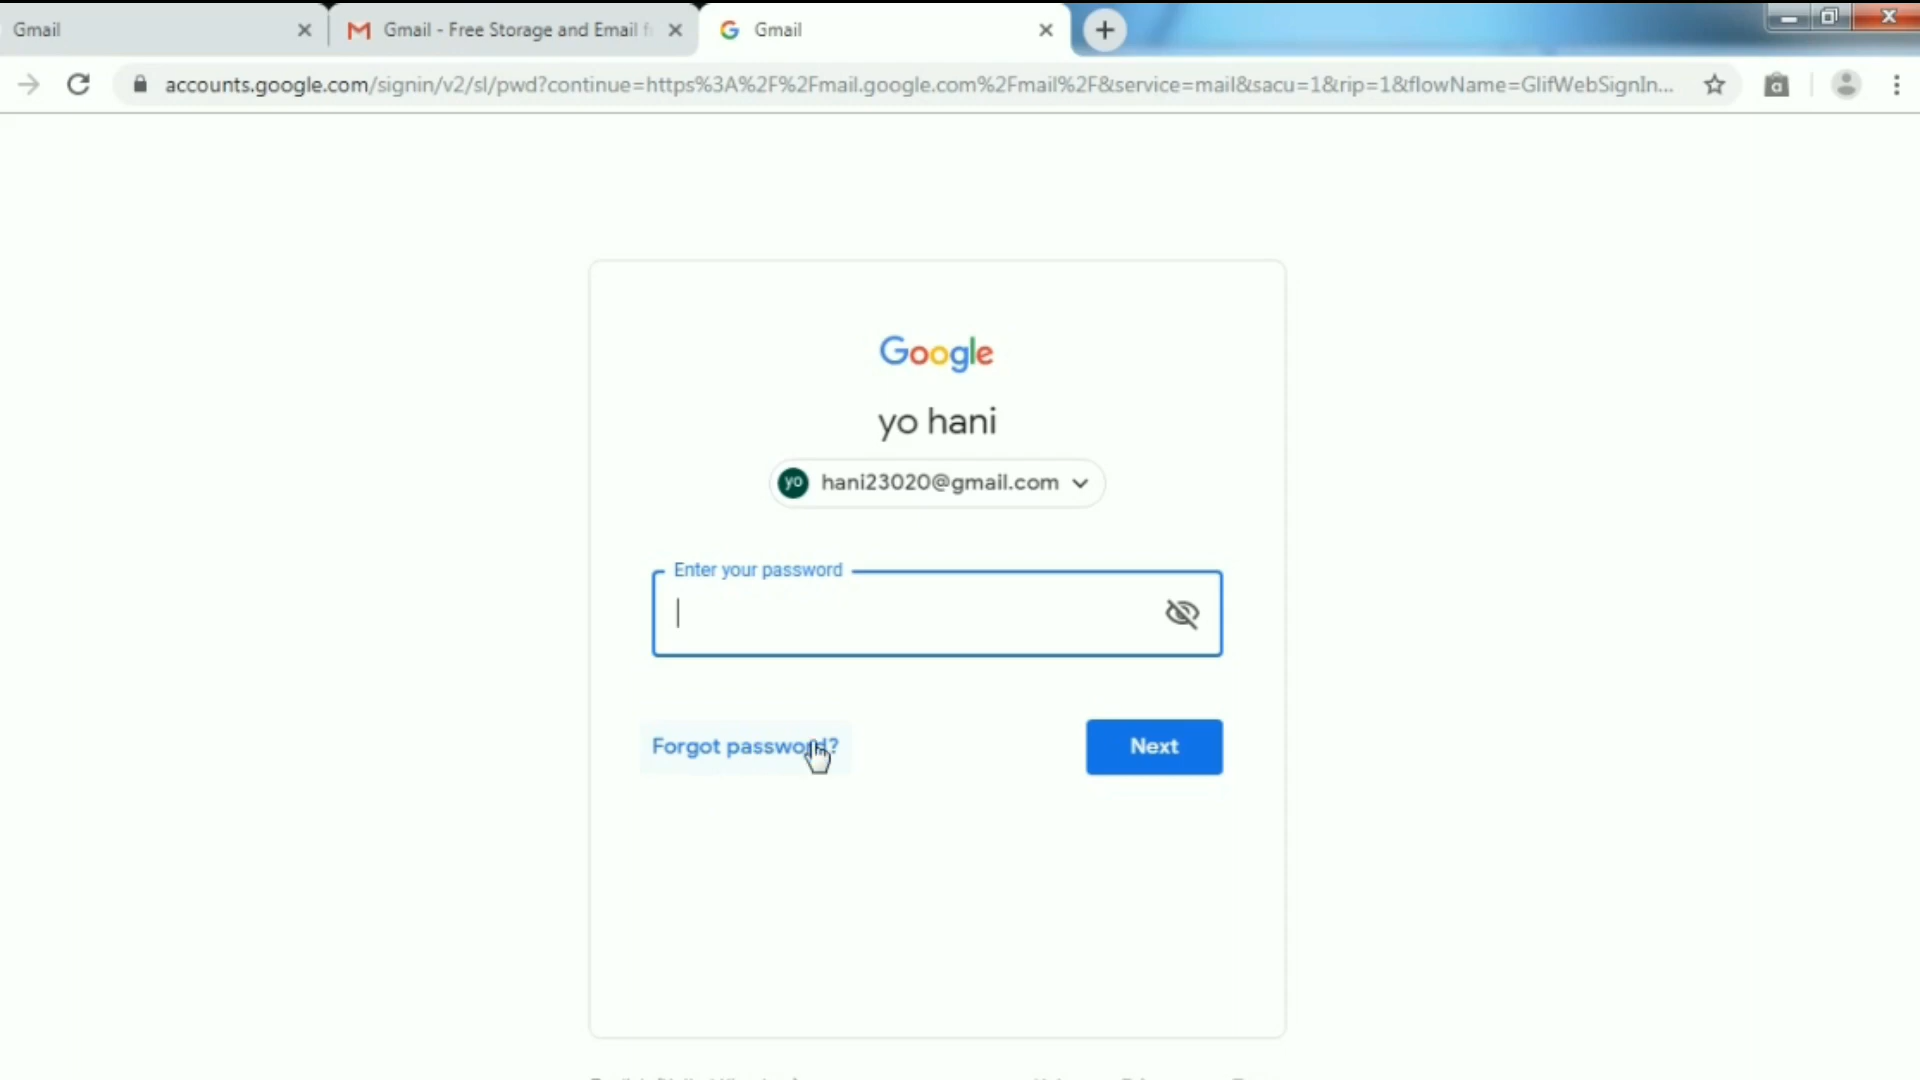 Gmail
Gmail - Free Storage and Email f
Gmail
accounts.google.com/signin/v2/sl/pwd?continue=https%3A%2F%2Fmail.google.com%2Fmail%2F&service=mail&sacu=1&rip=1&flowName=GlifWebSignIn...
Google
yo hani
yo hani23020@gmail.com
Enter your password
Forgot password?
Next